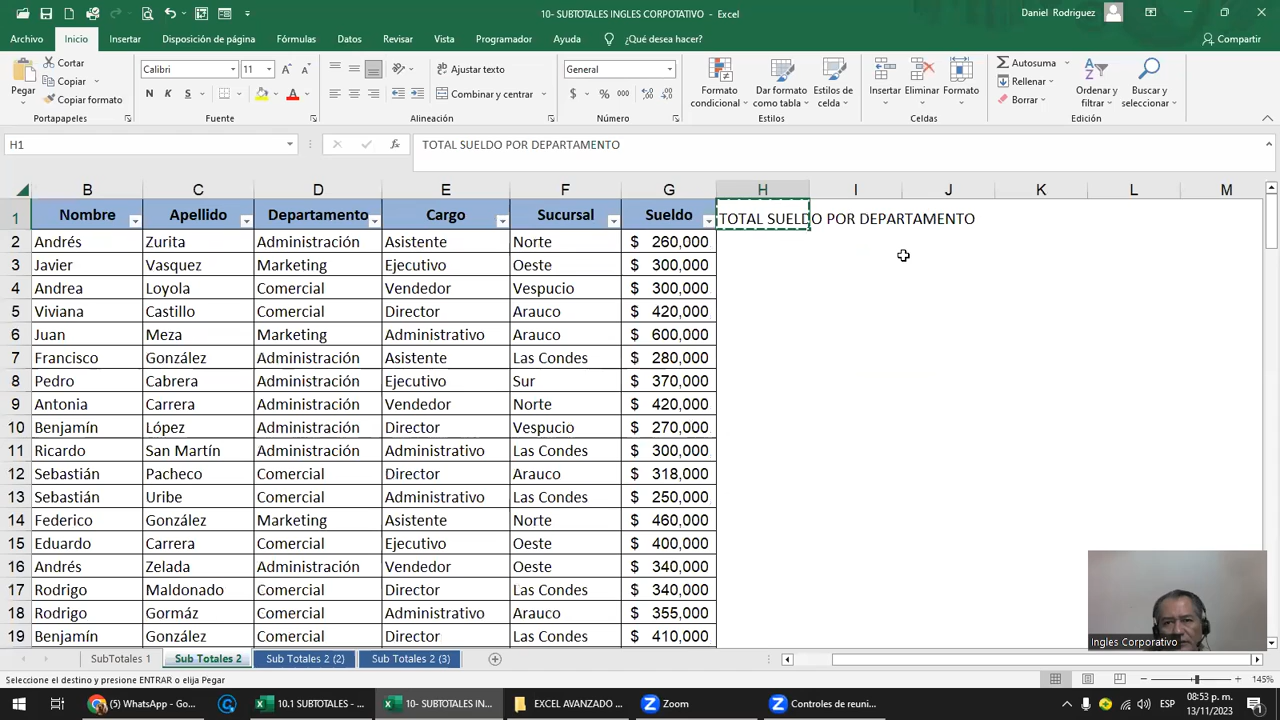 10- SUBTOTALES INGLES CORPOTATIVO - Excel
Daniel Rodriguez
Archivo Inicio Insertar Disposición de página Fórmulas Datos Revisar Vista Programador Ayuda ¿Qué desea hacer? Compartir
Pegar
Cortar
Copiar
Copiar formato
Portapapeles
Calibri 11
N K S
Fuente
Ajustar texto
Combinar y centrar
Alineación
General
$ % 000
Número
Formato condicional
Dar formato como tabla
Estilos de celda
Estilos
Insertar
Eliminar
Formato
Celdas
Autosuma
Rellenar
Borrar
Ordenar y filtrar
Buscar y seleccionar
Edición
H1 fx TOTAL SUELDO POR DEPARTAMENTO
B C D E F G H I J K L M
1 Nombre Apellido Departamento Cargo Sucursal Sueldo TOTAL SUELDO POR DEPARTAMENTO
2 Andrés Zurita Administración Asistente Norte $ 260,000
3 Javier Vasquez Marketing Ejecutivo Oeste $ 300,000
4 Andrea Loyola Comercial Vendedor Vespucio $ 300,000
5 Viviana Castillo Comercial Director Arauco $ 420,000
6 Juan Meza Marketing Administrativo Arauco $ 600,000
7 Francisco González Administración Asistente Las Condes $ 280,000
8 Pedro Cabrera Administración Ejecutivo Sur $ 370,000
9 Antonia Carrera Administración Vendedor Norte $ 420,000
10 Benjamín López Administración Director Vespucio $ 270,000
11 Ricardo San Martín Administración Administrativo Las Condes $ 300,000
12 Sebastián Pacheco Comercial Director Arauco $ 318,000
13 Sebastián Uribe Comercial Administrativo Las Condes $ 250,000
14 Federico González Marketing Asistente Norte $ 460,000
15 Eduardo Carrera Comercial Ejecutivo Oeste $ 400,000
16 Andrés Zelada Administración Vendedor Oeste $ 340,000
17 Rodrigo Maldonado Comercial Director Las Condes $ 340,000
18 Rodrigo Gormáz Comercial Administrativo Arauco $ 355,000
19 Benjamín González Comercial Director Las Condes $ 410,000
Ingles Corporativo
SubTotales 1 Sub Totales 2 Sub Totales 2 (2) Sub Totales 2 (3)
Seleccione el destino y presione ENTRAR o elija Pegar
145%
(5) WhatsApp - Go...
10.1 SUBTOTALES - ...
10- SUBTOTALES IN...
EXCEL AVANZADO ...
Zoom
Controles de reuni...
ESP
08:53 p. m.
13/11/2023